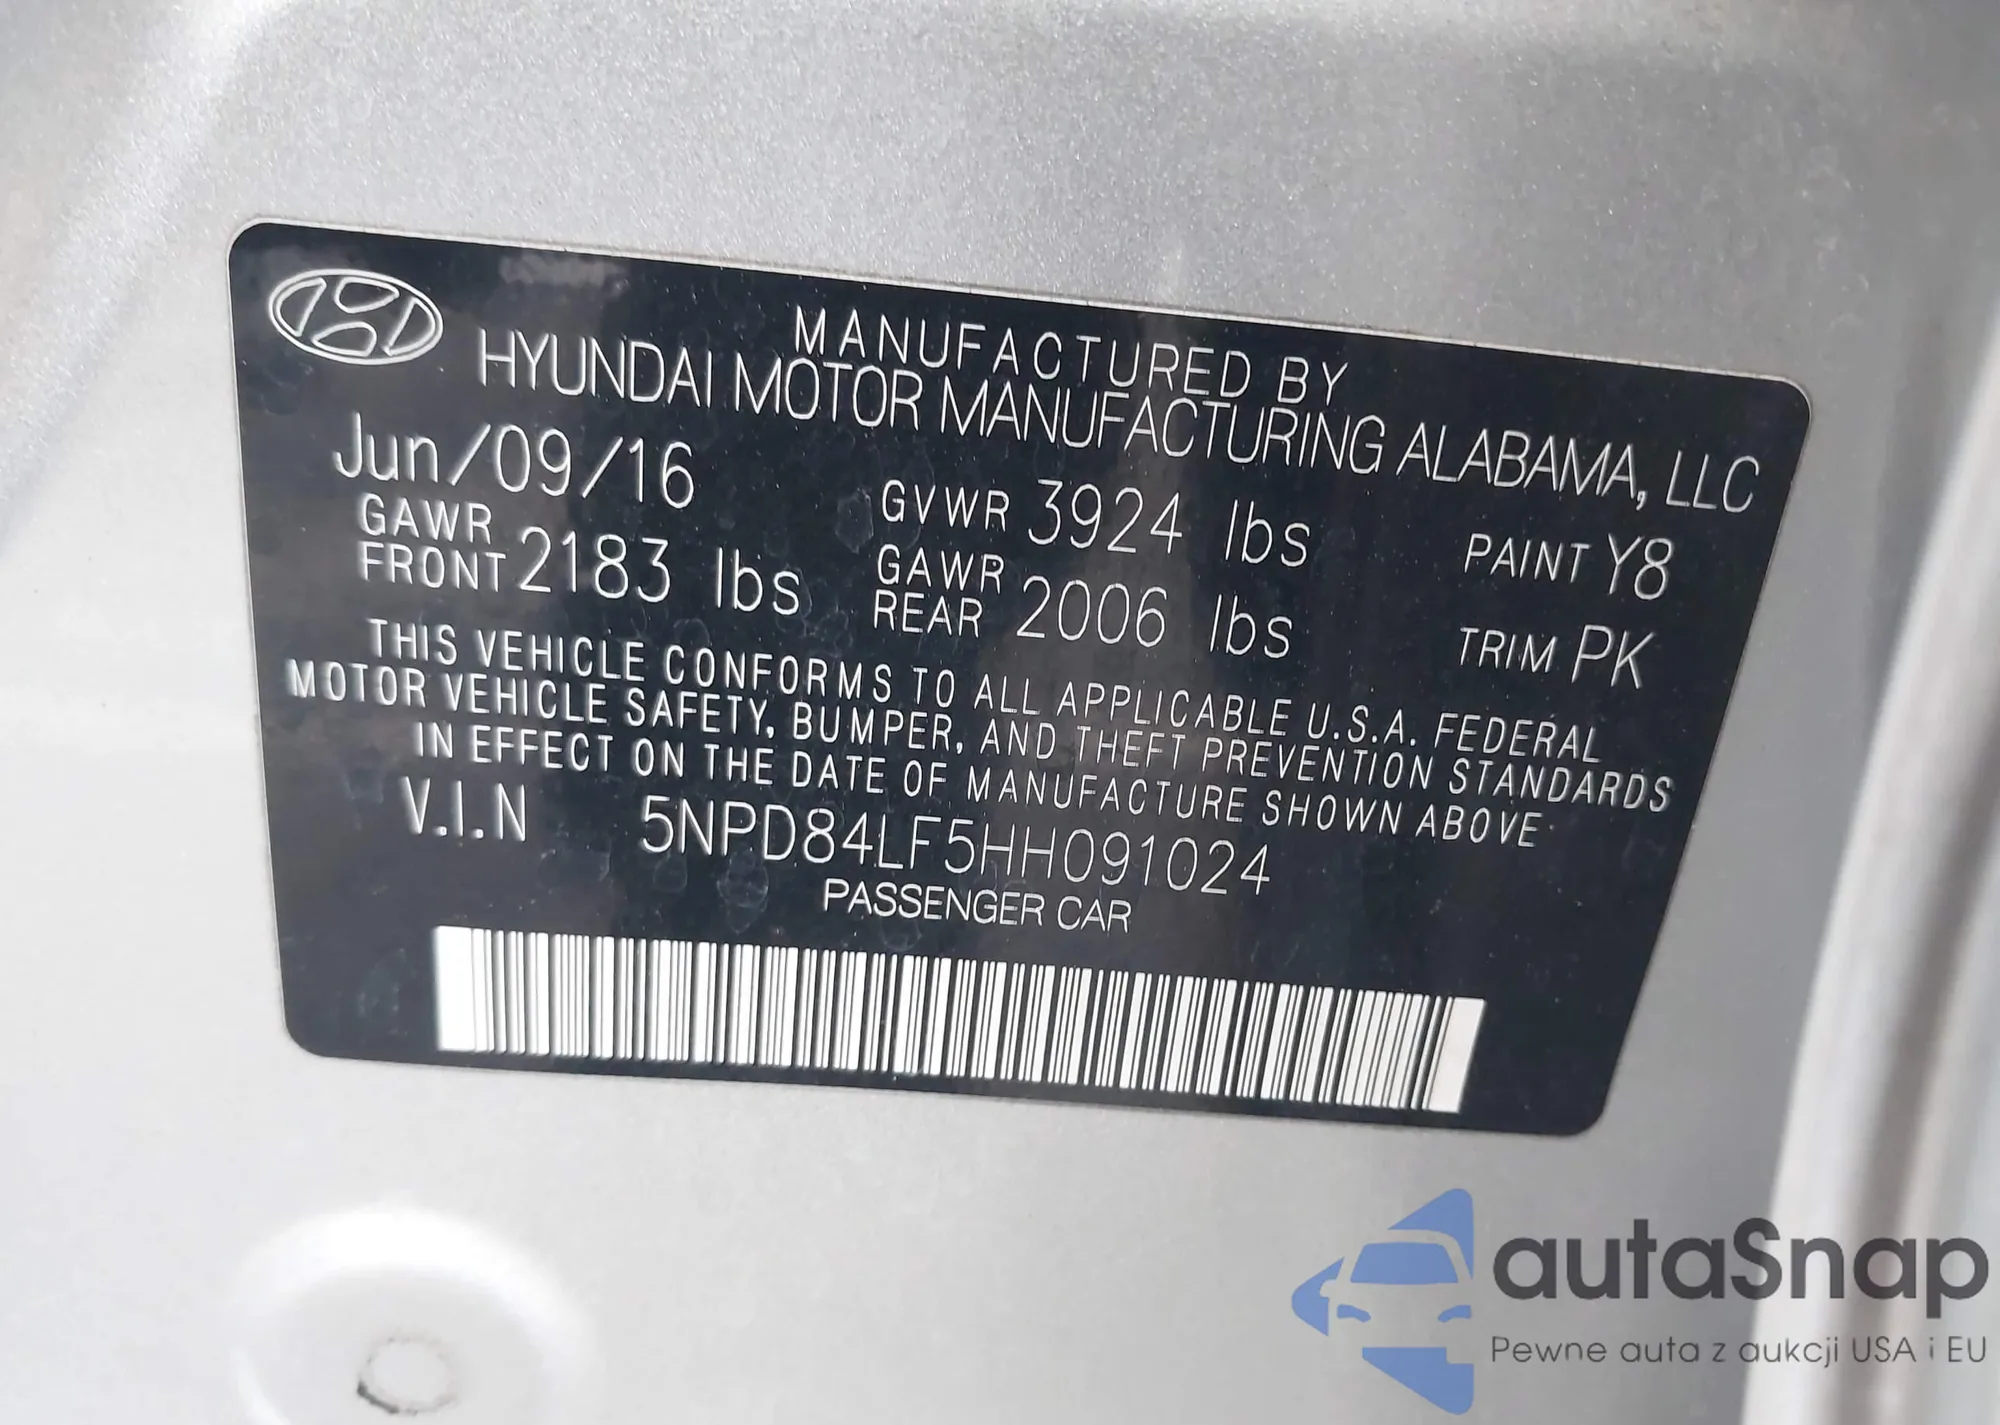 MANUFACTURED BY
HYUNDAI MOTOR MANUFACTURING ALABAMA, LLC
Jun/09/16 GVWR 3924 lbs PAINT Y8
GAWR FRONT 2183 lbs GAWR REAR 2006 lbs TRIM PK
THIS VEHICLE CONFORMS TO ALL APPLICABLE U.S.A. FEDERAL
MOTOR VEHICLE SAFETY, BUMPER, AND THEFT PREVENTION STANDARDS
IN EFFECT ON THE DATE OF MANUFACTURE SHOWN ABOVE
V.I.N 5NPD84LF5HH091024
PASSENGER CAR
autaSnap
Pewne auta z aukcji USA i EU